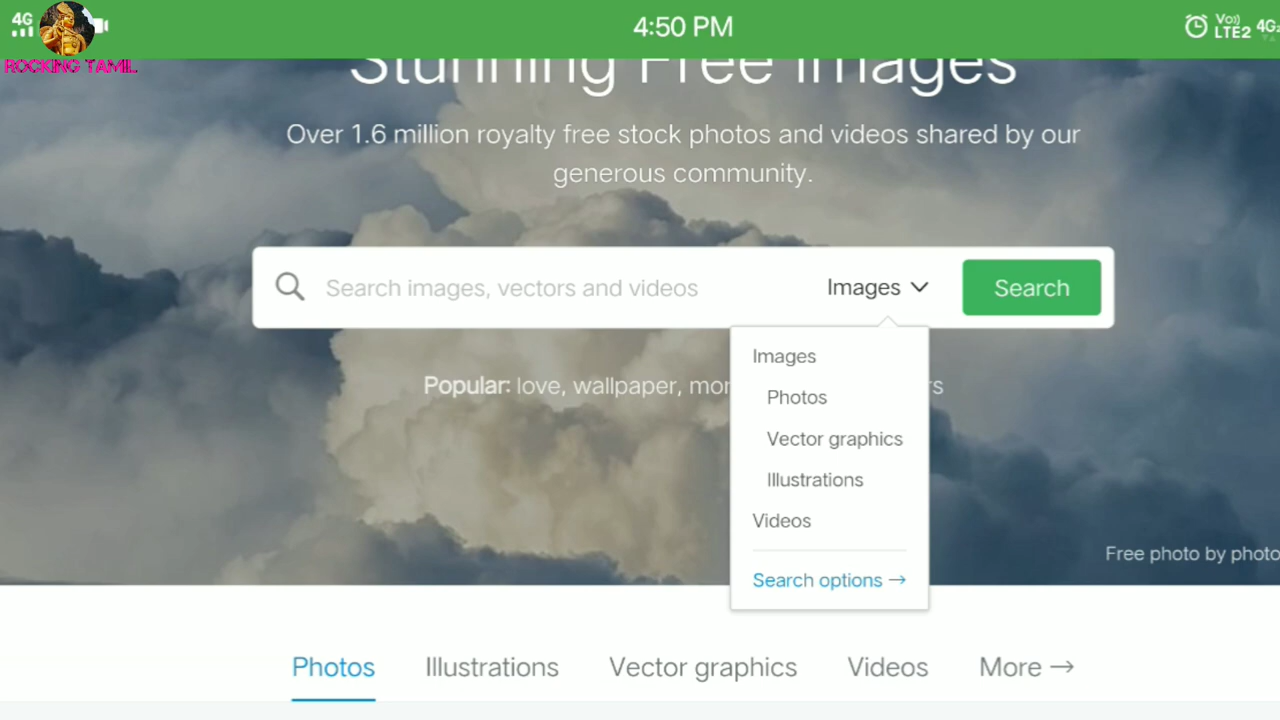 4G
4:50 PM
Vo))
LTE2
4G
ROCKING TAMIL
Stunning Free Images
Over 1.6 million royalty free stock photos and videos shared by our
generous community.
Search images, vectors and videos
Images
Search
Images
Popular: love, wallpaper,
Photos
Vector graphics
Illustrations
Videos
Free photo by photo
Search options →
Photos
Illustrations
Vector graphics
Videos
More →